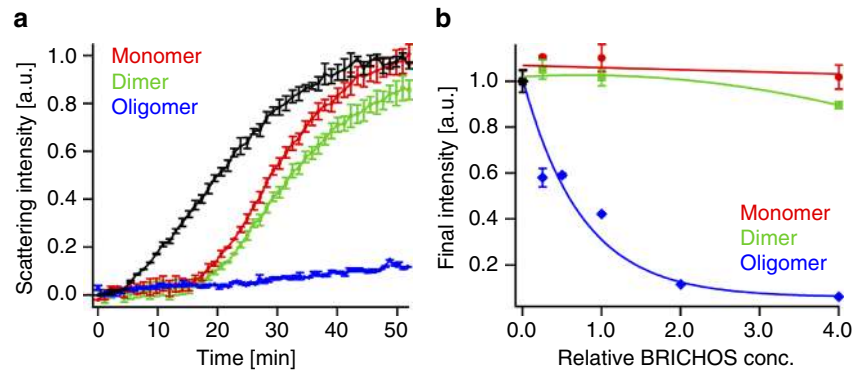 a
Scattering intensity [a.u.]
1.0
0.8
0.6
0.4
0.2
0.0
Monomer
Dimer
Oligomer
0 10 20 30 40 50
Time [min]
b
Final intensity [a.u.]
1.0
0.8
0.6
0.4
0.2
Monomer
Dimer
Oligomer
0.0 1.0 2.0 3.0 4.0
Relative BRICHOS conc.